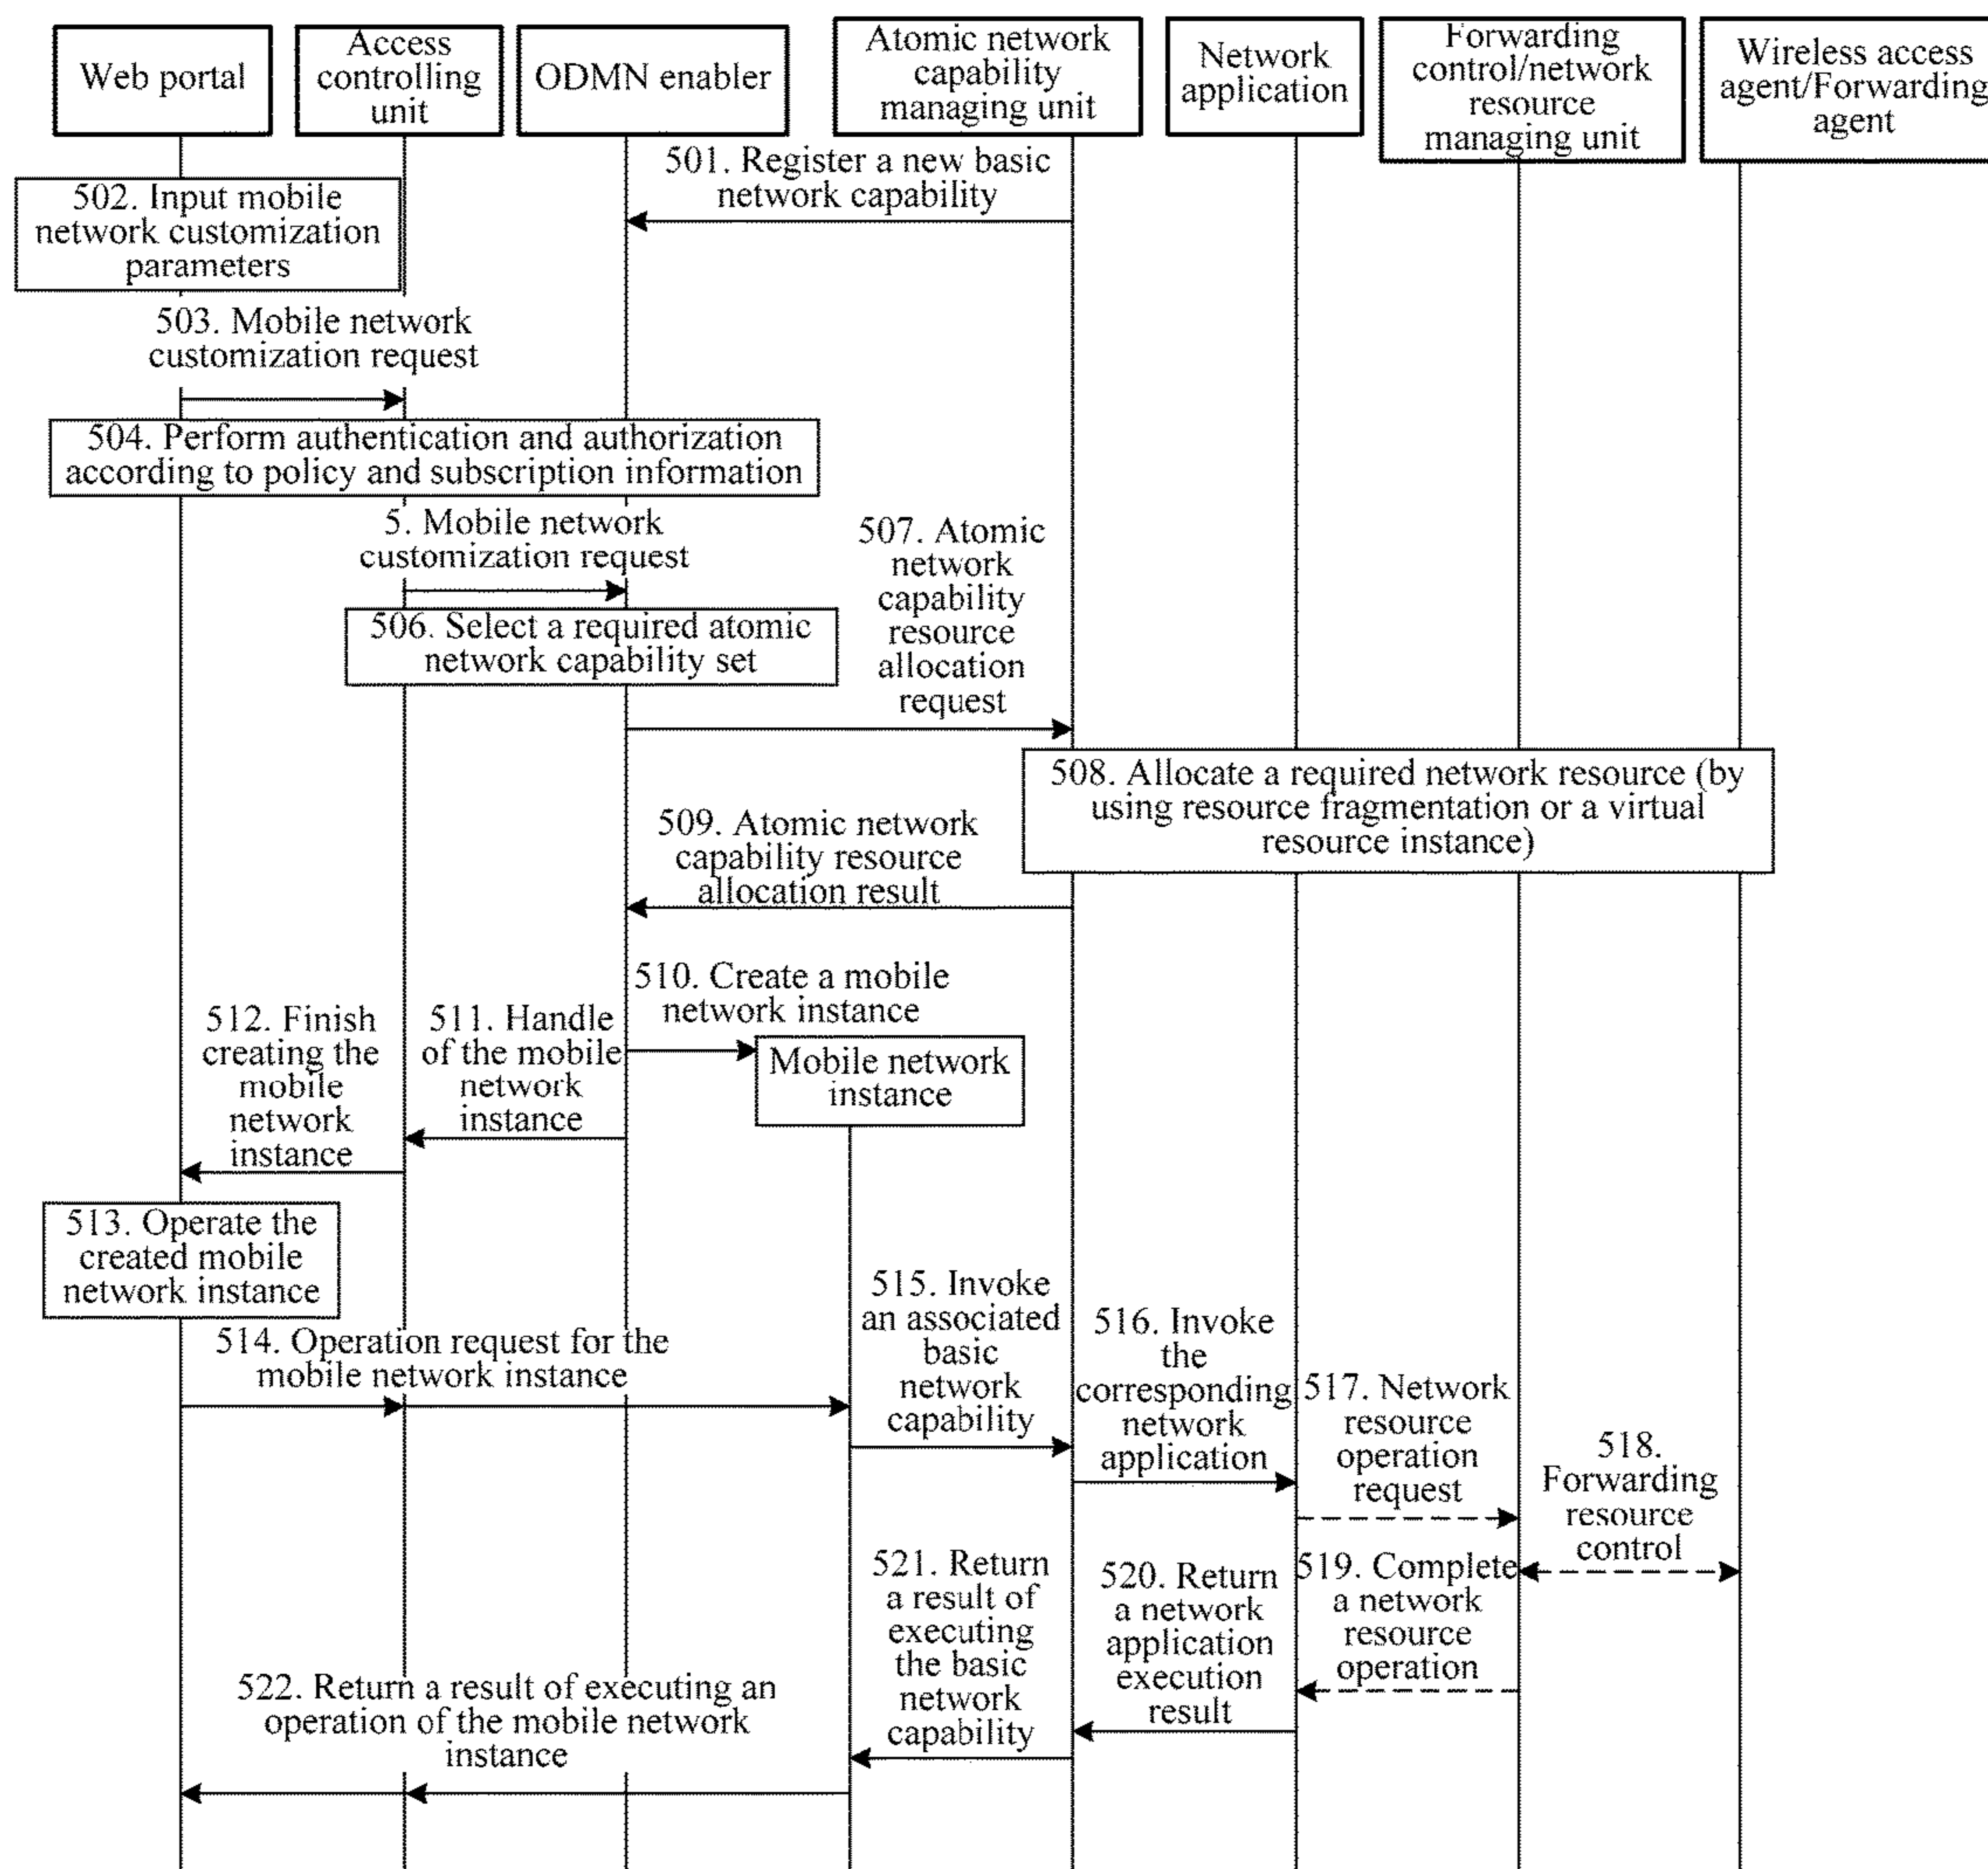 Web portal
Access
controlling
unit
ODMN enabler
Atomic network
capability
managing unit
Network
application
Forwarding
control/network
resource
managing unit
Wireless access
agent/Forwarding
agent
501. Register a new basic
network capability
502. Input mobile
network customization
parameters
503. Mobile network
customization request
504. Perform authentication and authorization
according to policy and subscription information
5. Mobile network
customization request
506. Select a required atomic
network capability set
507. Atomic
network
capability
resource
allocation
request
508. Allocate a required network resource (by
using resource fragmentation or a virtual
resource instance)
509. Atomic network
capability resource
allocation result
510. Create a mobile
network instance
Mobile network
instance
511. Handle
of the mobile
network
instance
512. Finish
creating the
mobile
network
instance
513. Operate the
created mobile
network instance
514. Operation request for the
mobile network instance
515. Invoke
an associated
basic
network
capability
516. Invoke
the
corresponding
network
application
517. Network
resource
operation
request
518.
Forwarding
resource
control
519. Complete
a network
resource
operation
520. Return
a network
application
execution
result
521. Return
a result of
executing
the basic
network
capability
522. Return a result of executing an
operation of the mobile network
instance